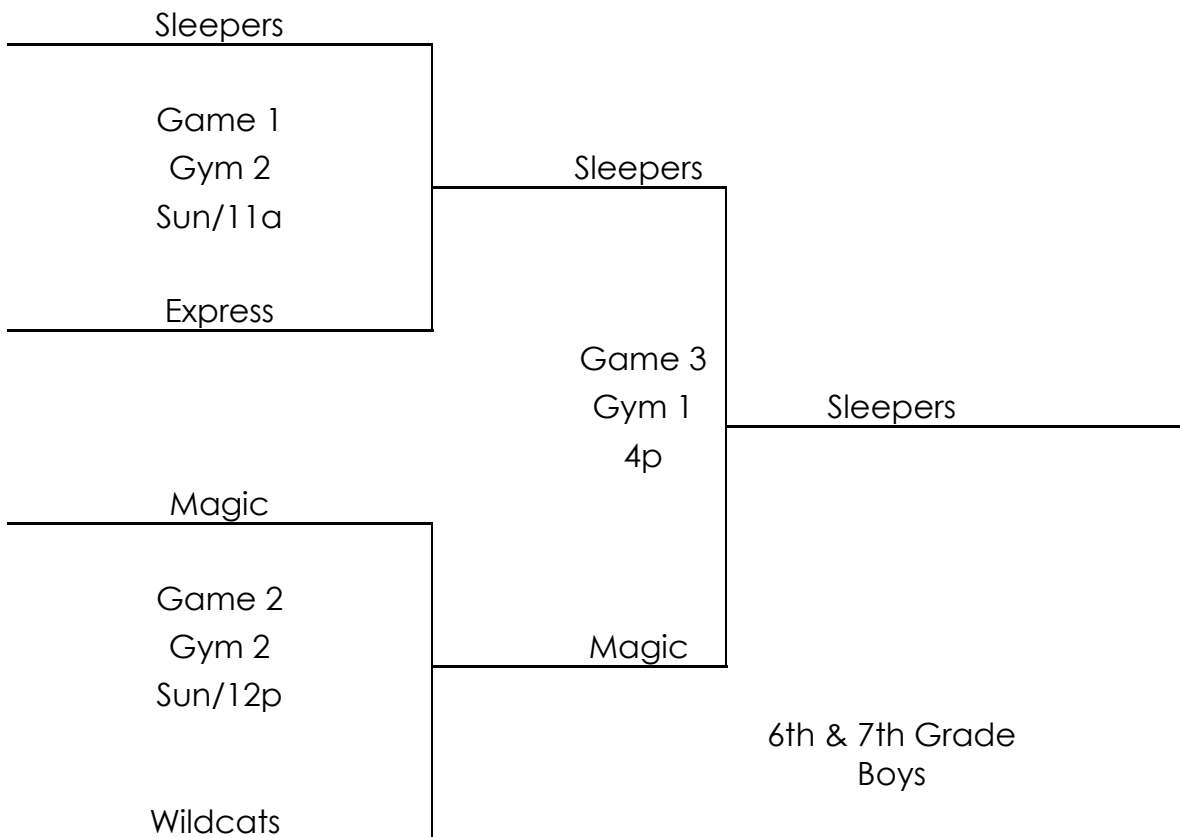 Sleepers
Game 1
Gym 2
Sun/11a
Sleepers
Express
Game 3
Gym 1
4p
Sleepers
Magic
Game 2
Gym 2
Sun/12p
Magic
Wildcats
6th & 7th Grade
Boys